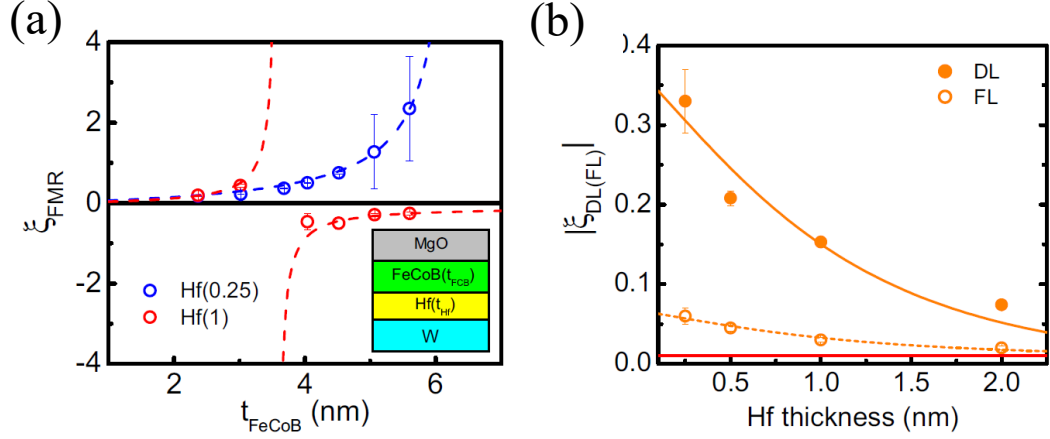 (a)
4
2
0
-2
-4
ξFMR
Hf(0.25)
Hf(1)
MgO
FeCoB(tFCB)
Hf(tHf)
W
2 4 6
tFeCoB (nm)
(b)
0.4
0.3
0.2
0.1
0.0
|ξDL(FL)|
DL
FL
0.5 1.0 1.5 2.0
Hf thickness (nm)